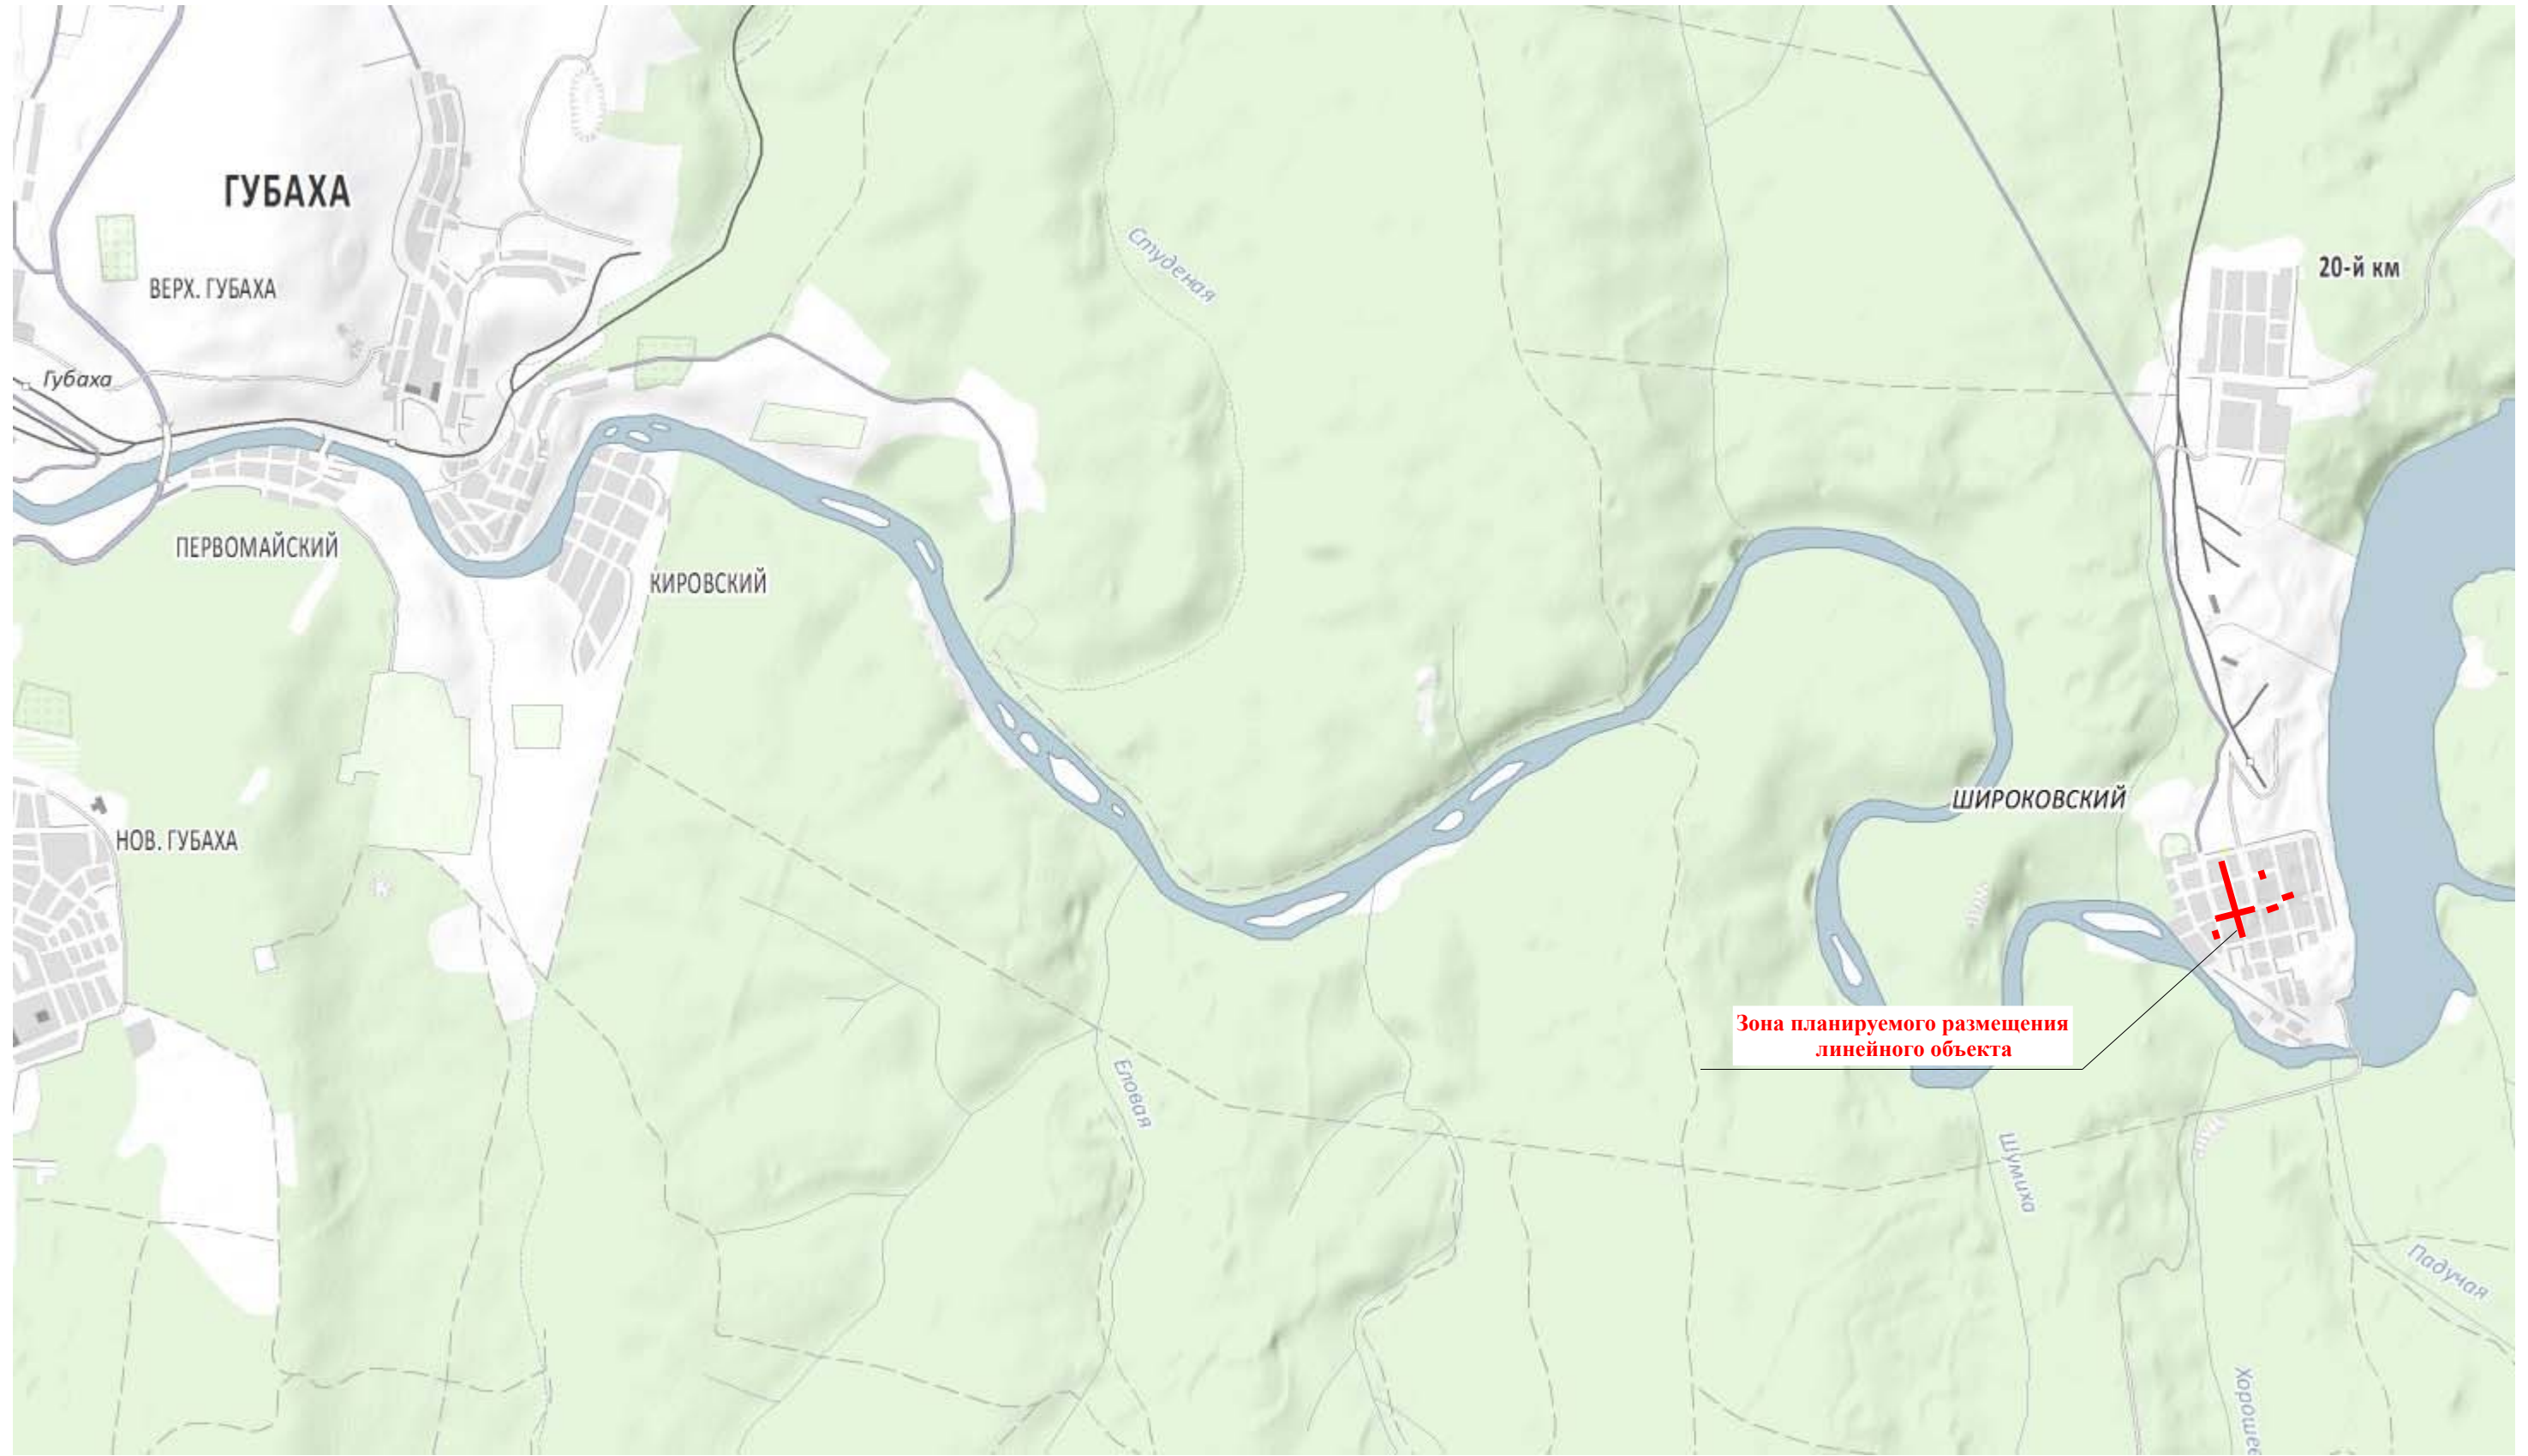 ГУБАХА
Студеная
20-й км
ВЕРХ. ГУБАХА
Губаха
ПЕРВОМАЙСКИЙ
КИРОВСКИЙ
ШИРОКОВСКИЙ
НОВ. ГУБАХА
Зона планируемого размещения
линейного объекта
Еловая
Шумиха
Падучая
Хорошее